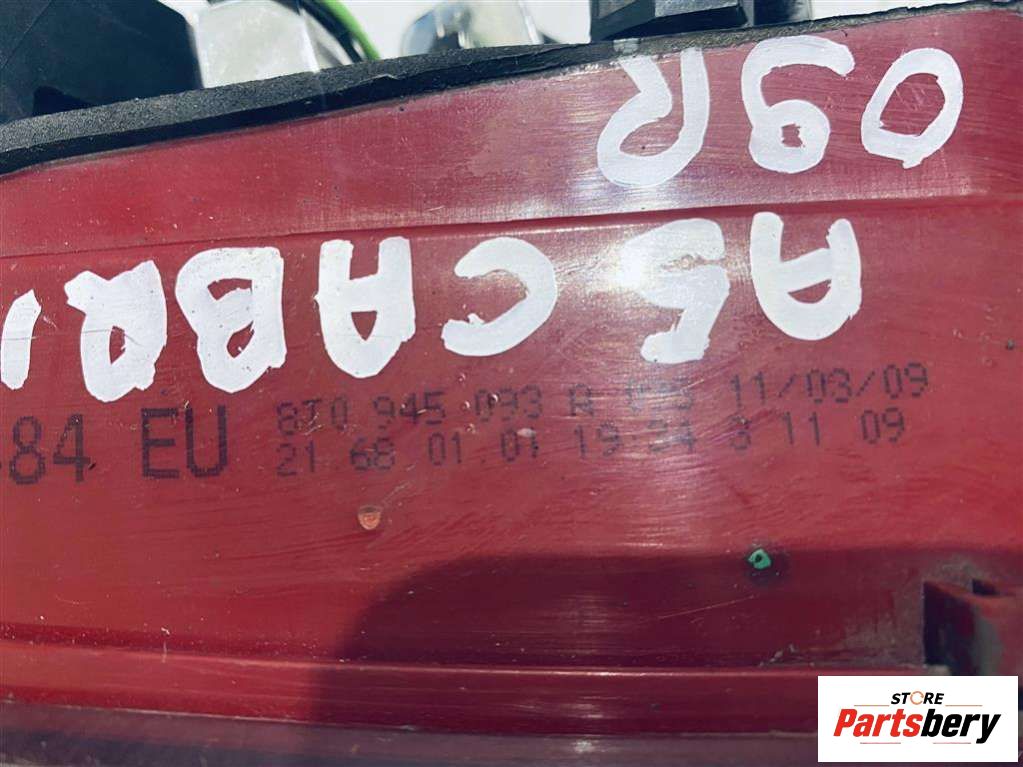 09R
A5 CABRI
84 EU
8T0 945 093 A 11/03/09
21.68 01.01 19:24 3 11 09
STORE
Partsbery